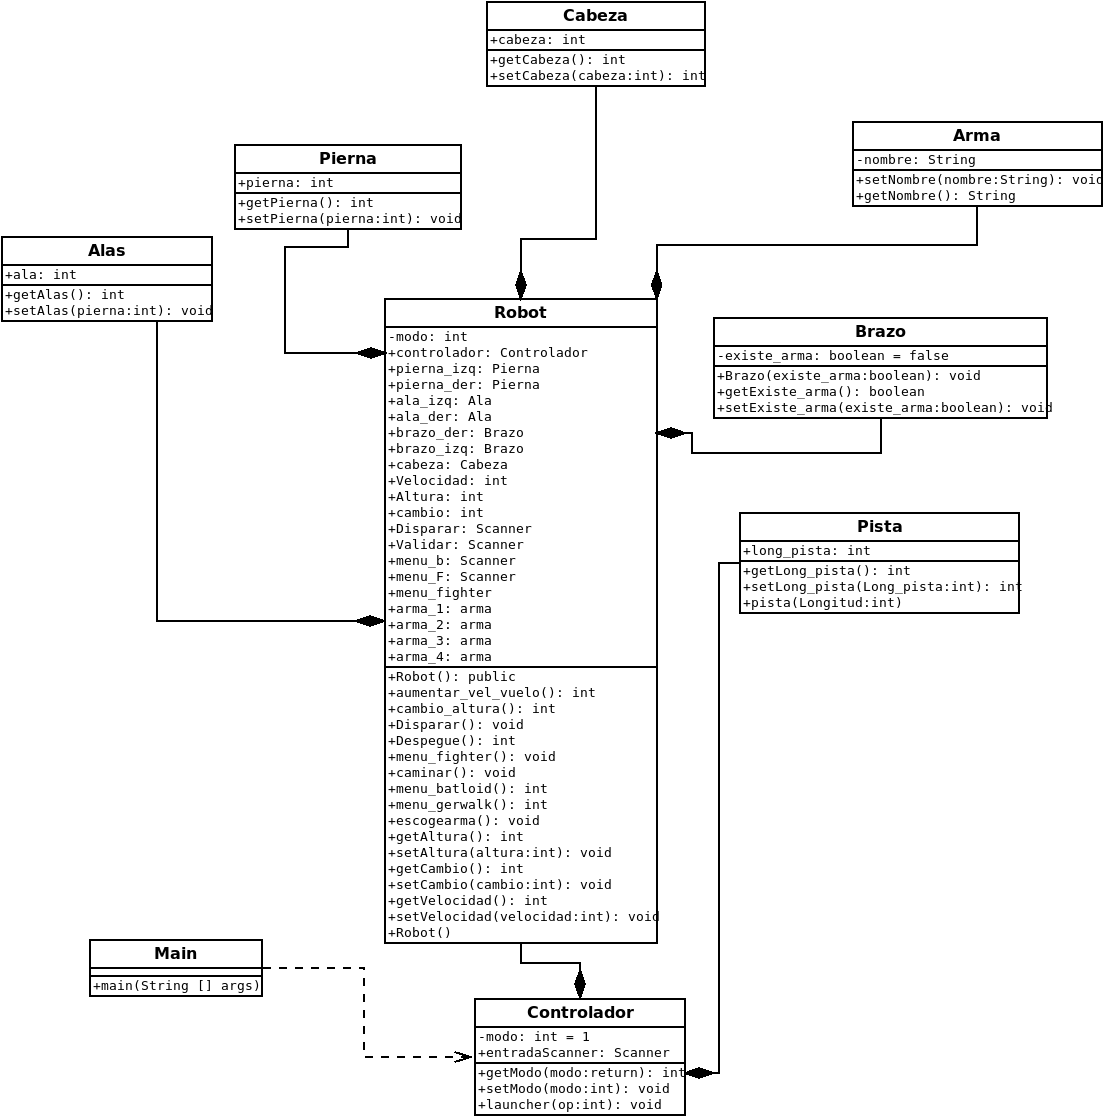 Cabeza
+cabeza: int
+getCabeza(): int
+setCabeza(cabeza:int): int
Arma
-nombre: String
+setNombre(nombre:String): void
+getNombre(): String
Pierna
+pierna: int
+getPierna(): int
+setPierna(pierna:int): void
Alas
+ala: int
+getAlas(): int
+setAlas(pierna:int): void
Robot
-modo: int
+controlador: Controlador
+pierna_izq: Pierna
+pierna_der: Pierna
+ala_izq: Ala
+ala_der: Ala
+brazo_der: Brazo
+brazo_izq: Brazo
+cabeza: Cabeza
+Velocidad: int
+Altura: int
+cambio: int
+Disparar: Scanner
+Validar: Scanner
+menu_b: Scanner
+menu_F: Scanner
+menu_fighter
+arma_1: arma
+arma_2: arma
+arma_3: arma
+arma_4: arma
+Robot(): public
+aumentar_vel_vuelo(): int
+cambio_altura(): int
+Disparar(): void
+Despegue(): int
+menu_fighter(): void
+caminar(): void
+menu_batloid(): int
+menu_gerwalk(): int
+escogearma(): void
+getAltura(): int
+setAltura(altura:int): void
+getCambio(): int
+setCambio(cambio:int): void
+getVelocidad(): int
+setVelocidad(velocidad:int): void
+Robot()
Brazo
-existe_arma: boolean = false
+Brazo(existe_arma:boolean): void
+getExiste_arma(): boolean
+setExiste_arma(existe_arma:boolean): void
Pista
+long_pista: int
+getLong_pista(): int
+setLong_pista(Long_pista:int): int
+pista(Longitud:int)
Main
+main(String [] args)
Controlador
-modo: int = 1
+entradaScanner: Scanner
+getModo(modo:return): int
+setModo(modo:int): void
+launcher(op:int): void